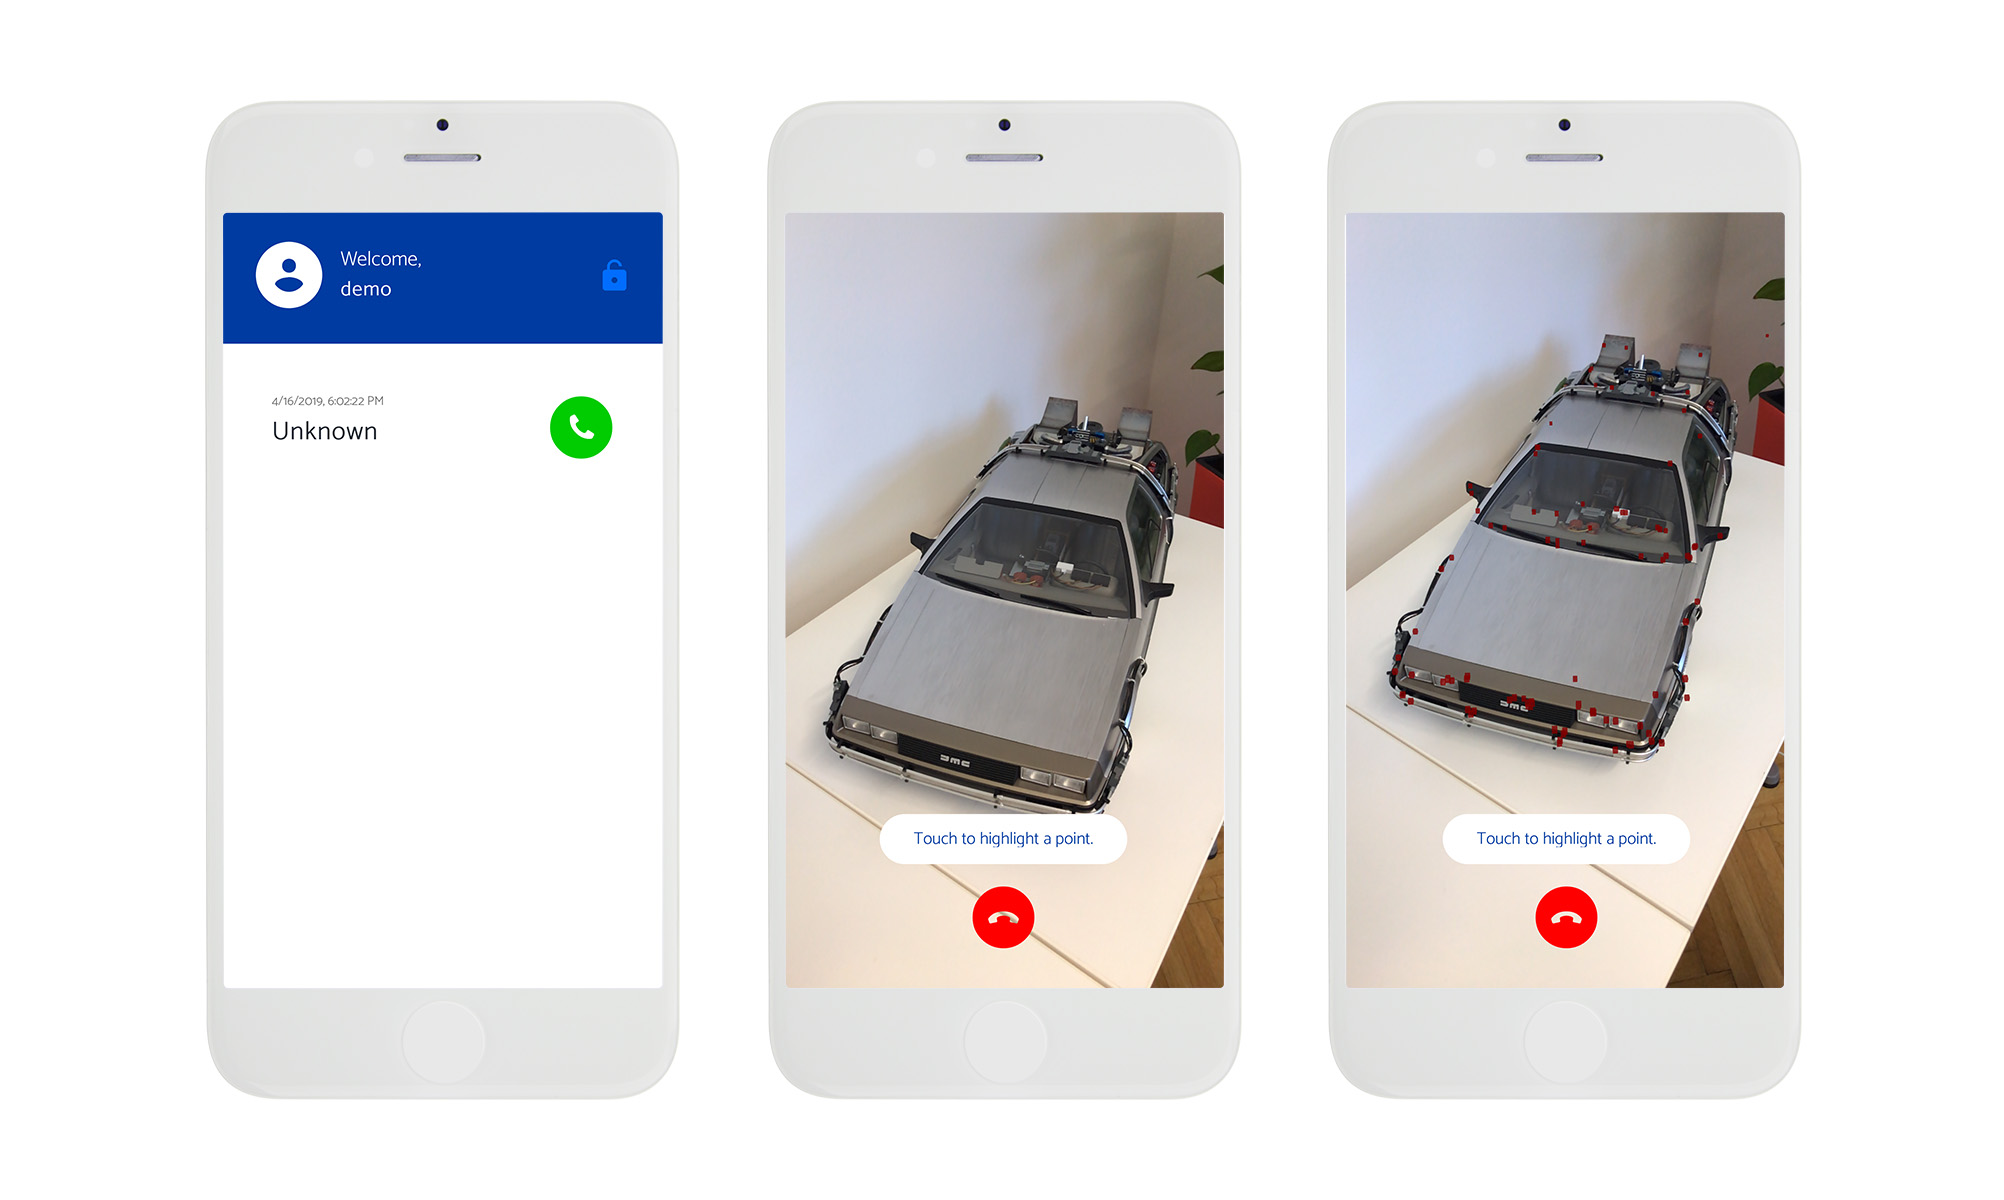 Welcome,
demo
4/16/2019, 6:02:22 PM
Unknown
DMC
Touch to highlight a point.
DMC
Touch to highlight a point.